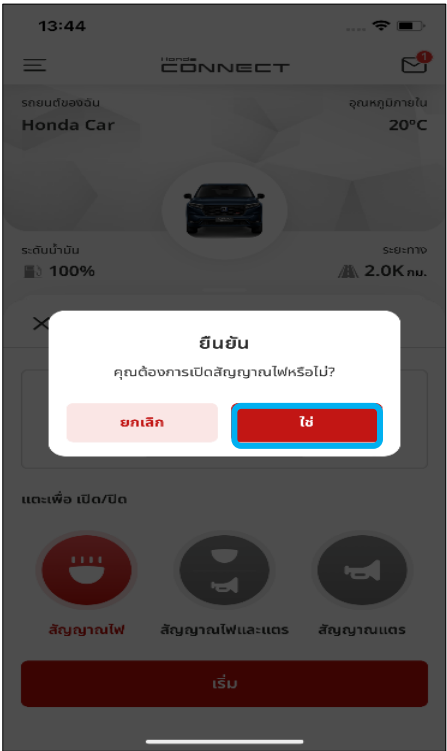 13:44
Honda
CONNECT
1
รถยนต์ของฉัน
อุณหภูมิภายใน
Honda Car
20°C
ระดับน้ำมัน
ระยะทาง
100%
2.0K กม.
ยืนยัน
คุณต้องการเปิดสัญญาณไฟหรือไม่?
ยกเลิก
ใช่
แตะเพื่อ เปิด/ปิด
สัญญาณไฟ
สัญญาณไฟและแตร
สัญญาณแตร
เริ่ม